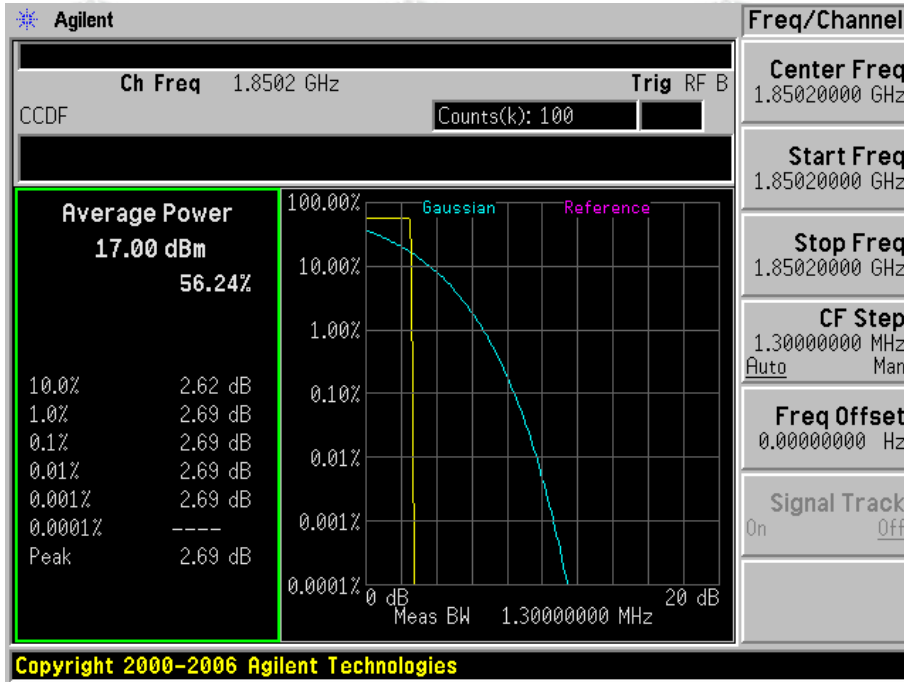 Agilent
Freq/Channel
Ch Freq 1.8502 GHz Trig RF B
CCDF Counts(k): 100
Center Freq
1.85020000 GHz
Start Freq
1.85020000 GHz
Stop Freq
1.85020000 GHz
CF Step
1.30000000 MHz
Auto Man
Freq Offset
0.00000000 Hz
Signal Track
On Off
Average Power
17.00 dBm
56.24%
10.0% 2.62 dB
1.0% 2.69 dB
0.1% 2.69 dB
0.01% 2.69 dB
0.001% 2.69 dB
0.0001% ----
Peak 2.69 dB
Gaussian Reference
100.00%
10.00%
1.00%
0.10%
0.01%
0.001%
0.0001%
0 dB 20 dB
Meas BW 1.30000000 MHz
Copyright 2000-2006 Agilent Technologies